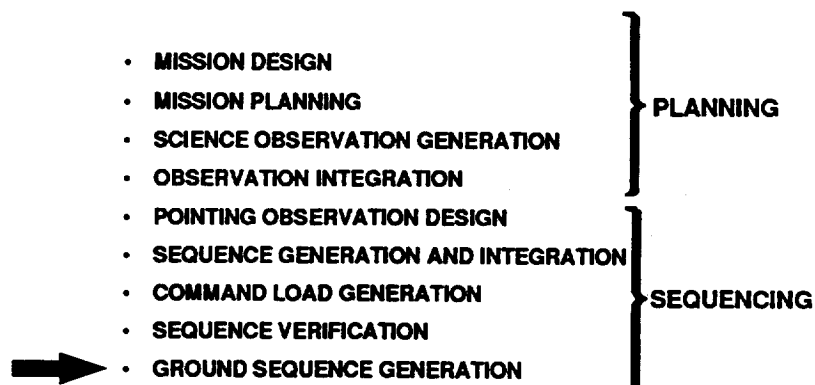 • MISSION DESIGN
• MISSION PLANNING
• SCIENCE OBSERVATION GENERATION
• OBSERVATION INTEGRATION
PLANNING
• POINTING OBSERVATION DESIGN
• SEQUENCE GENERATION AND INTEGRATION
• COMMAND LOAD GENERATION
• SEQUENCE VERIFICATION
• GROUND SEQUENCE GENERATION
SEQUENCING